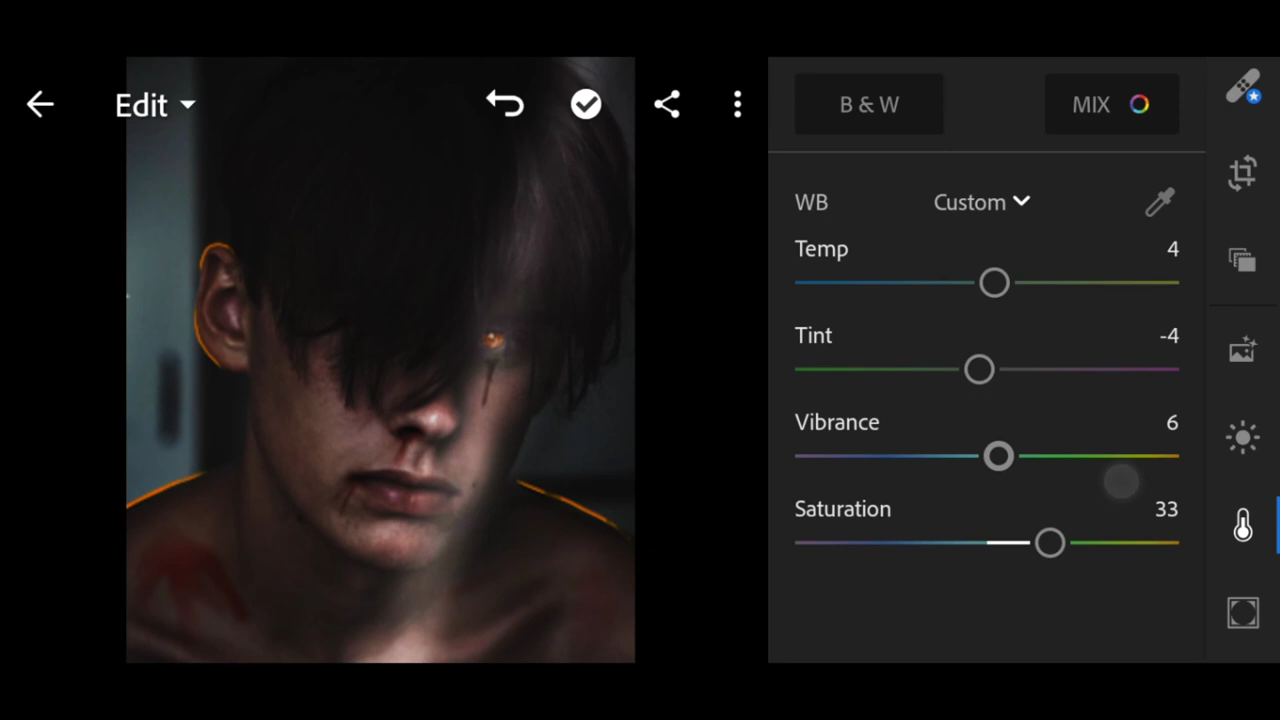 Edit
B & W
MIX
WB
Custom
Temp
4
Tint
-4
Vibrance
6
Saturation
33